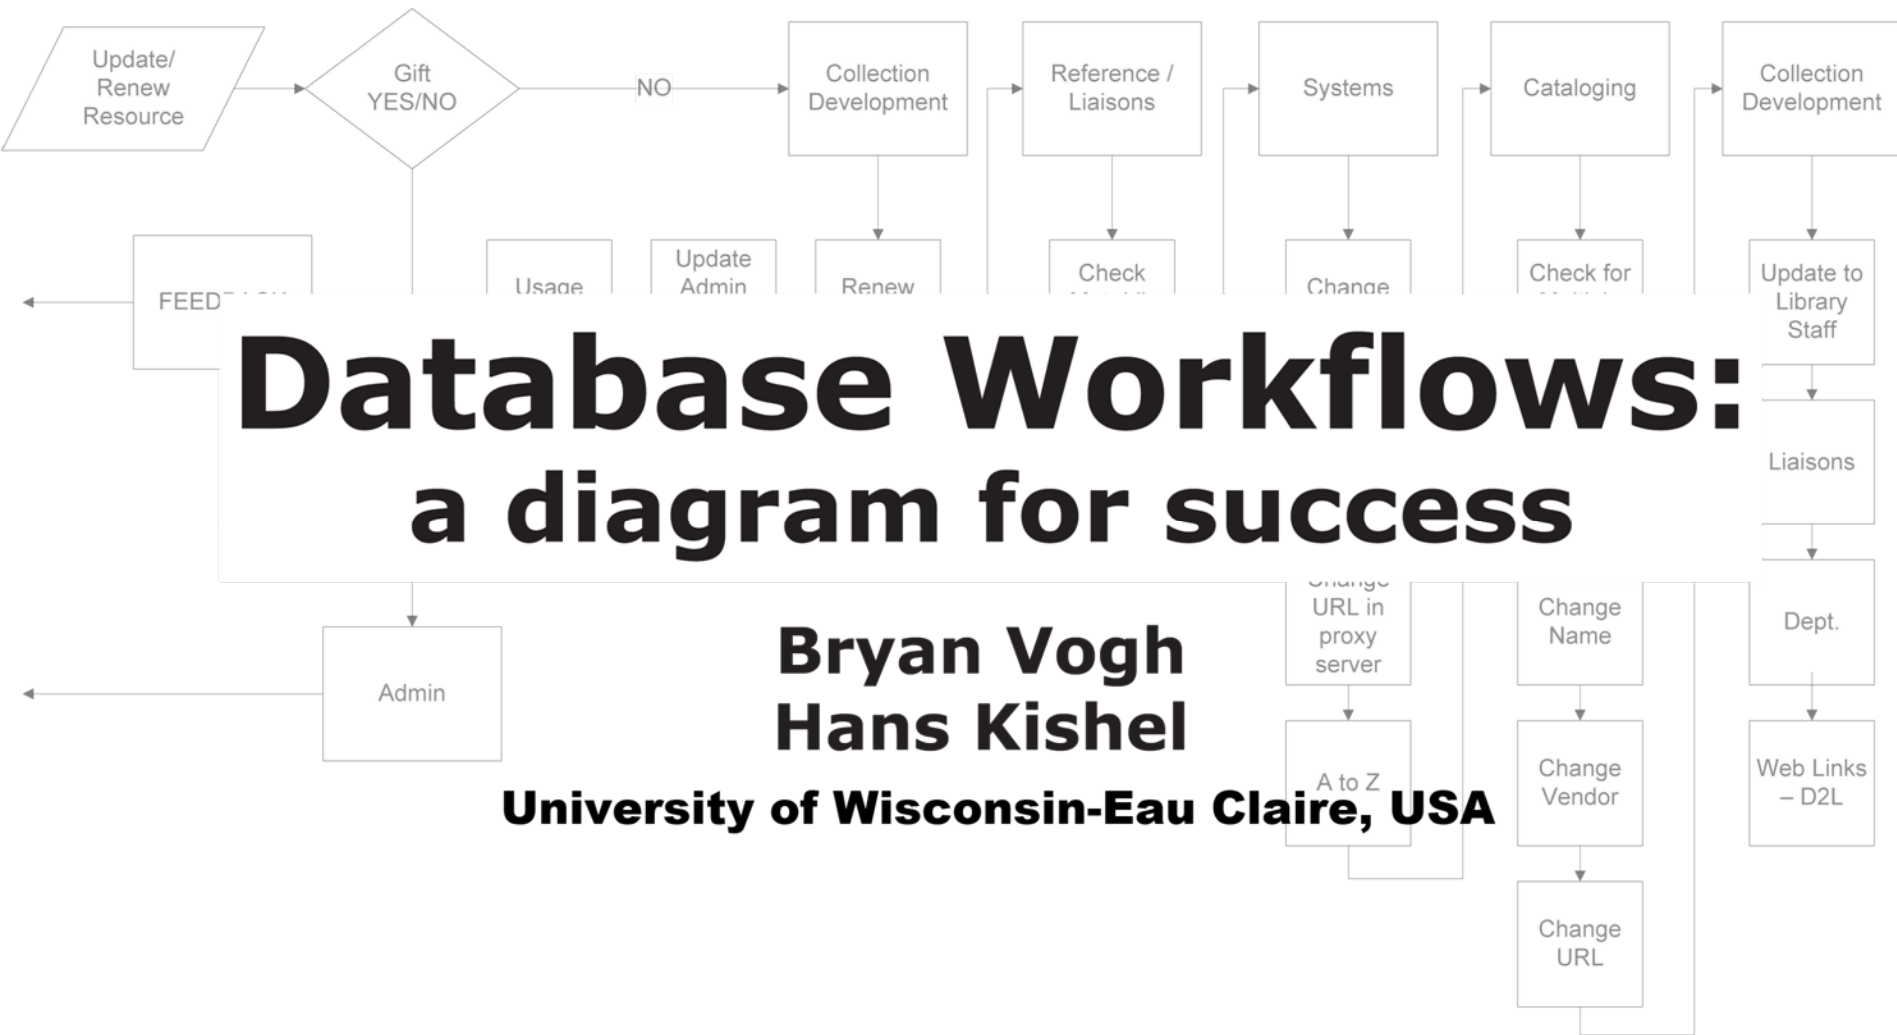 Update/
Renew
Resource
Gift
YES/NO
NO
Collection
Development
Reference /
Liaisons
Systems
Cataloging
Collection
Development
Usage
Update
Admin
Renew
Check
Change
Check for
Update to
Library
Staff
Database Workflows:
a diagram for success
Liaisons
Bryan Vogh
Hans Kishel
University of Wisconsin-Eau Claire, USA
Admin
Change
URL in
proxy
server
A to Z
Change
Name
Change
Vendor
Change
URL
Dept.
Web Links
– D2L